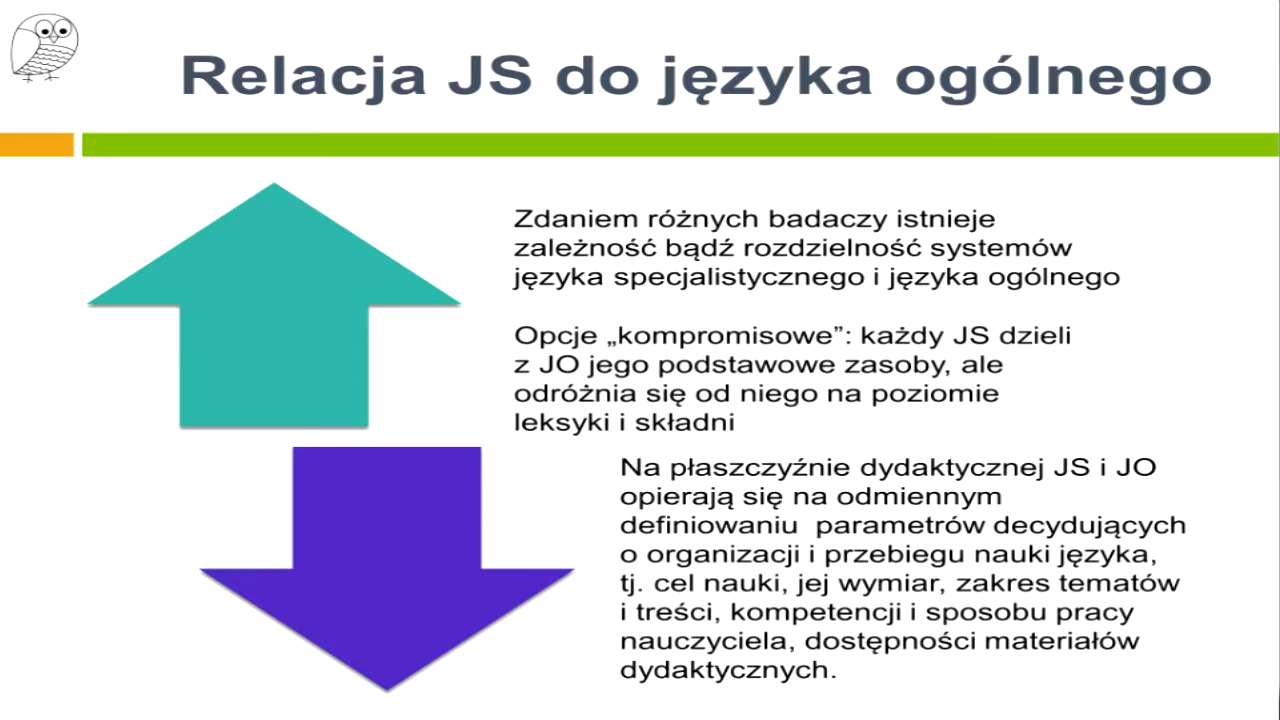 Relacja JS do języka ogólnego
Zdaniem różnych badaczy istnieje
zależność bądź rozdzielność systemów
języka specjalistycznego i języka ogólnego
Opcje „kompromisowe”: każdy JS dzieli
z JO jego podstawowe zasoby, ale
odróżnia się od niego na poziomie
leksyki i składni
Na płaszczyźnie dydaktycznej JS i JO
opierają się na odmiennym
definiowaniu  parametrów decydujących
o organizacji i przebiegu nauki języka,
tj. cel nauki, jej wymiar, zakres tematów
i treści, kompetencji i sposobu pracy
nauczyciela, dostępności materiałów
dydaktycznych.